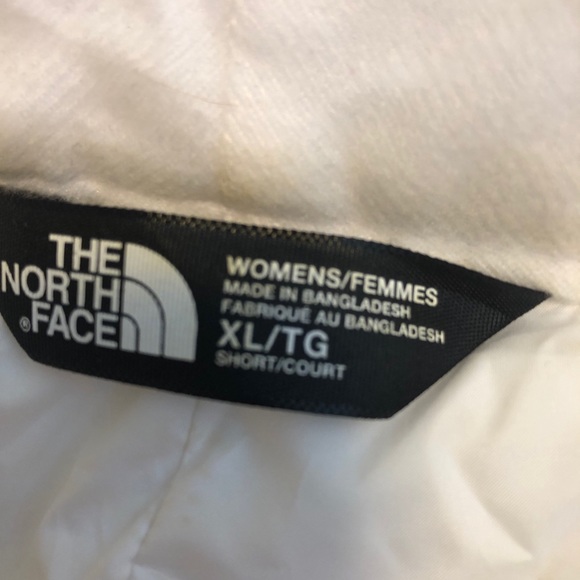 THE
NORTH
FACE®
WOMENS/FEMMES
MADE IN BANGLADESH
FABRIQUÉ AU BANGLADESH
XL/TG
SHORT/COURT